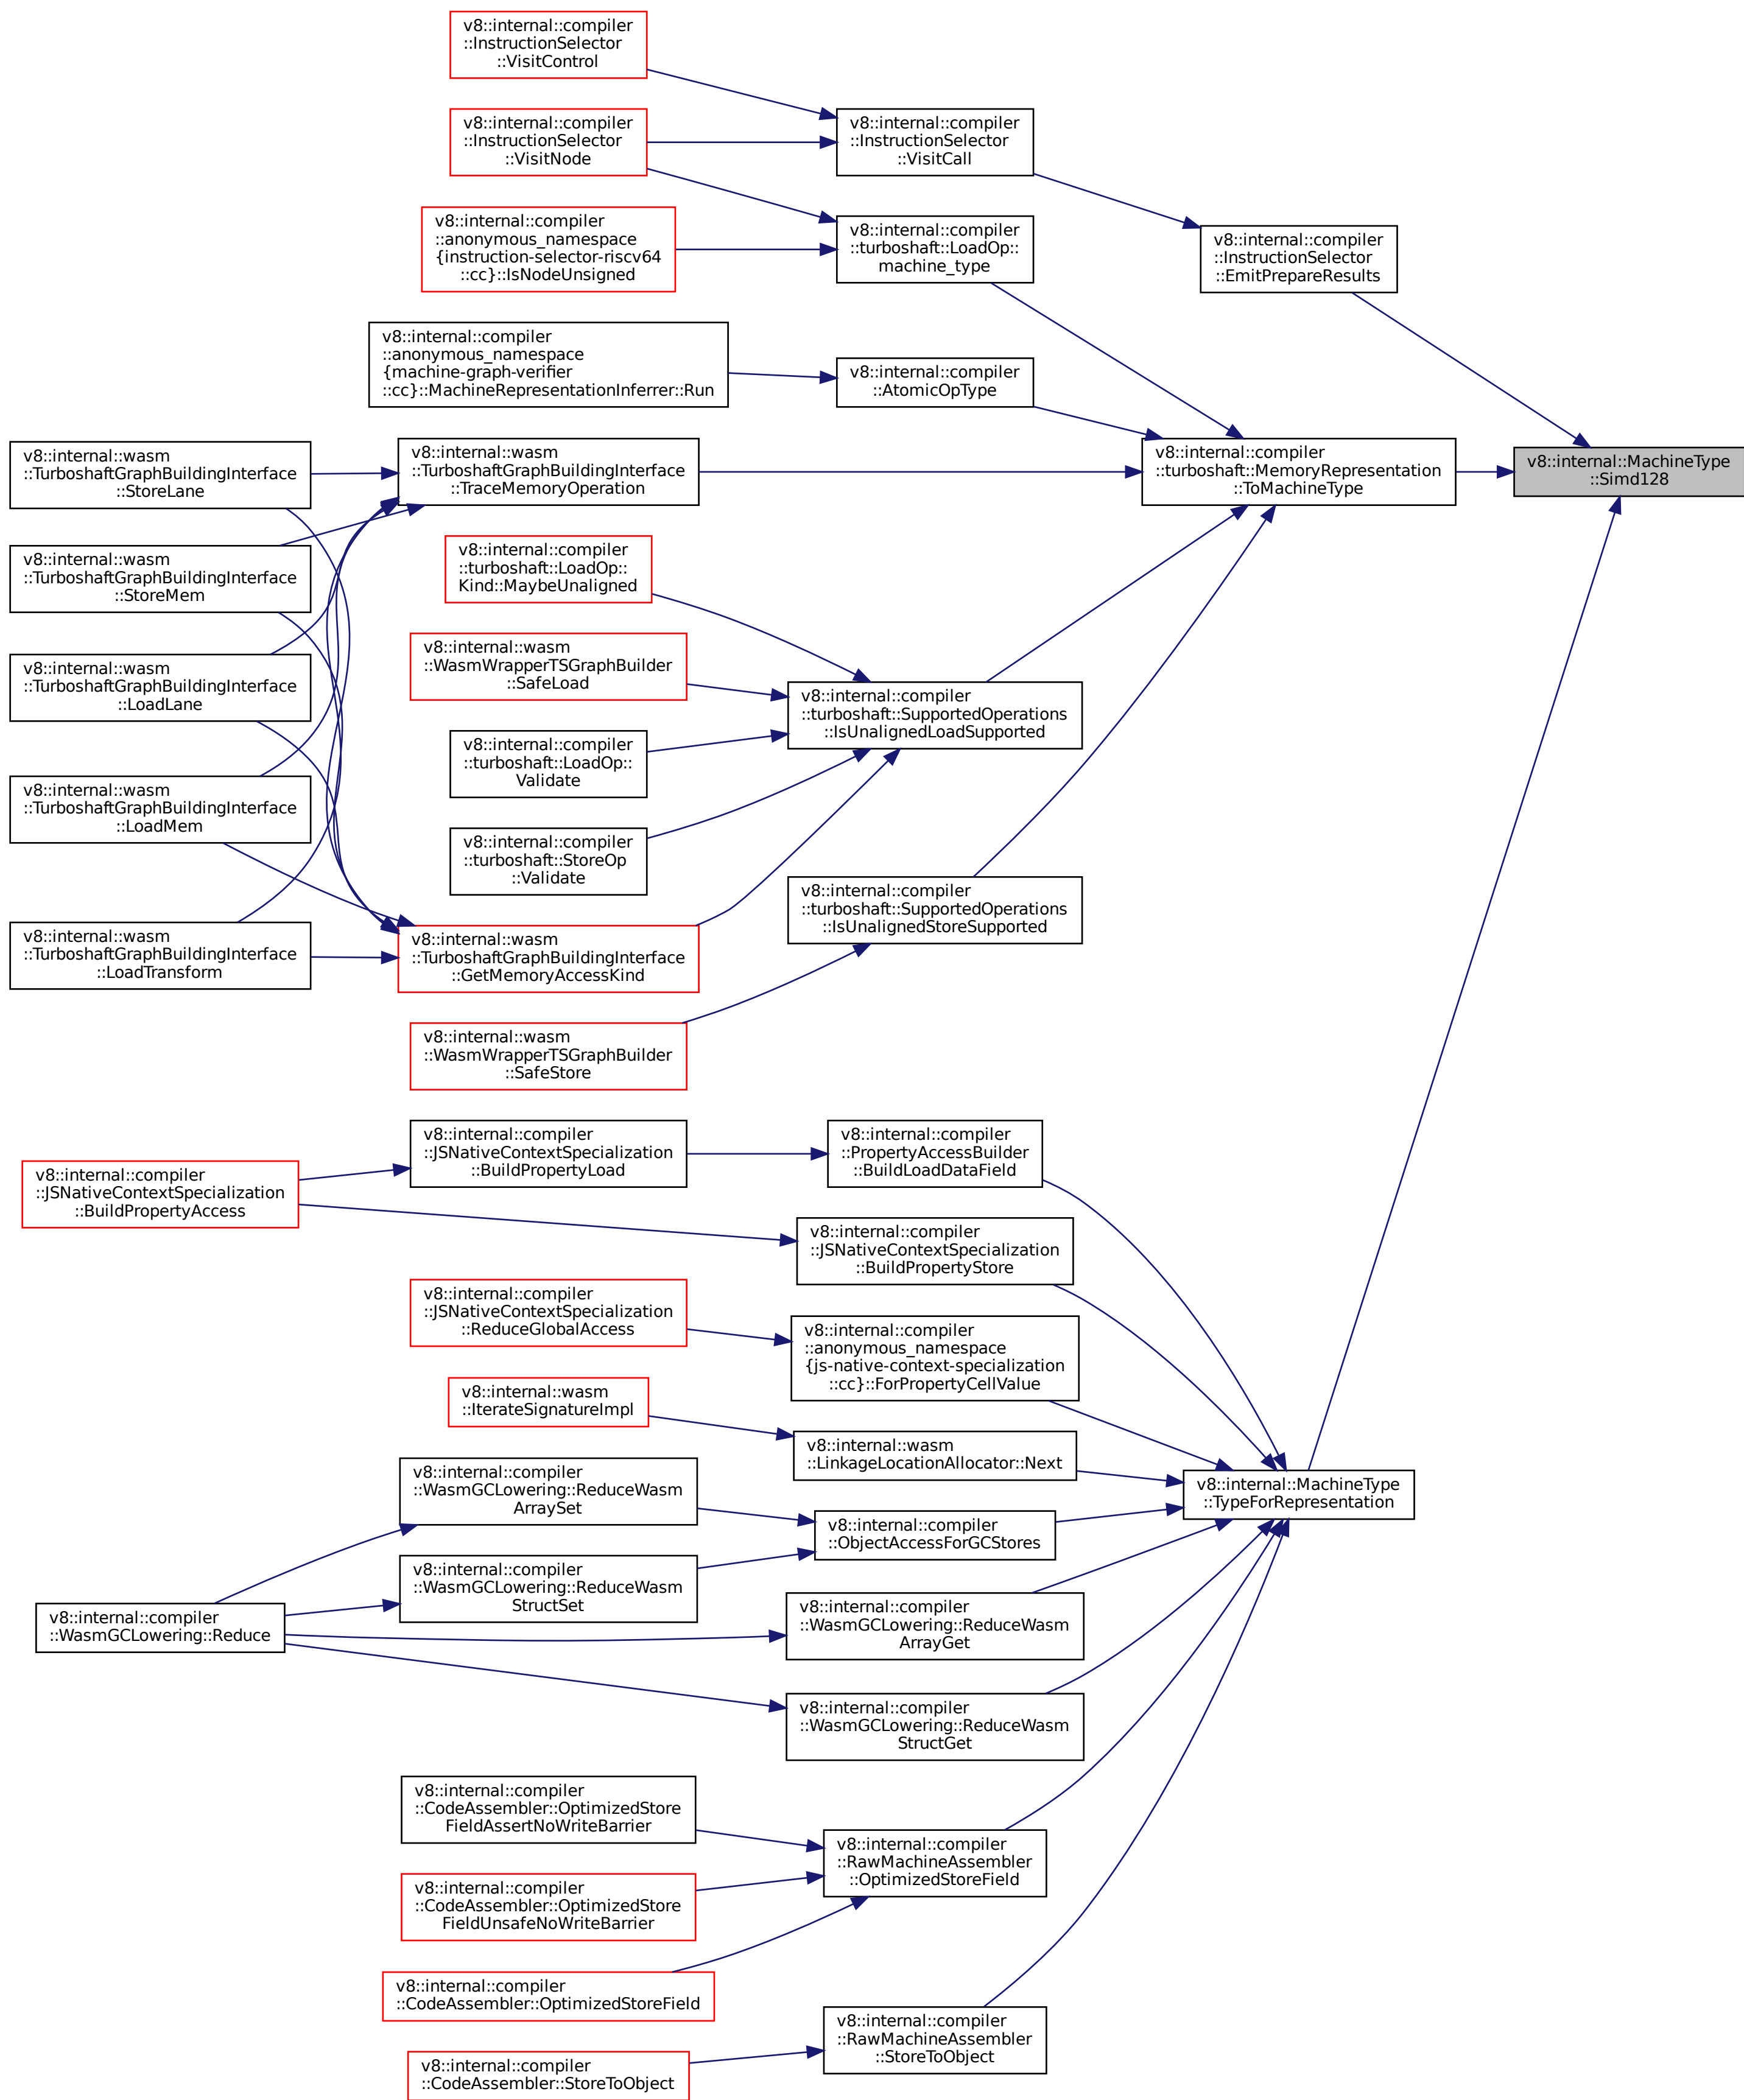 v8::internal::compiler
::InstructionSelector
::VisitControl
v8::internal::compiler
::InstructionSelector
::VisitNode
v8::internal::compiler
::InstructionSelector
::VisitCall
v8::internal::compiler
::anonymous_namespace
{instruction-selector-riscv64
::cc}::IsNodeUnsigned
v8::internal::compiler
::turboshaft::LoadOp::
machine_type
v8::internal::compiler
::InstructionSelector
::EmitPrepareResults
v8::internal::compiler
::anonymous_namespace
{machine-graph-verifier
::cc}::MachineRepresentationInferrer::Run
v8::internal::compiler
::AtomicOpType
v8::internal::wasm
::TurboshaftGraphBuildingInterface
::StoreLane
v8::internal::wasm
::TurboshaftGraphBuildingInterface
::TraceMemoryOperation
v8::internal::compiler
::turboshaft::MemoryRepresentation
::ToMachineType
v8::internal::MachineType
::Simd128
v8::internal::wasm
::TurboshaftGraphBuildingInterface
::StoreMem
v8::internal::compiler
::turboshaft::LoadOp::
Kind::MaybeUnaligned
v8::internal::wasm
::TurboshaftGraphBuildingInterface
::LoadLane
v8::internal::wasm
::WasmWrapperTSGraphBuilder
::SafeLoad
v8::internal::compiler
::turboshaft::SupportedOperations
::IsUnalignedLoadSupported
v8::internal::compiler
::turboshaft::LoadOp::
Validate
v8::internal::wasm
::TurboshaftGraphBuildingInterface
::LoadMem
v8::internal::compiler
::turboshaft::StoreOp
::Validate
v8::internal::compiler
::turboshaft::SupportedOperations
::IsUnalignedStoreSupported
v8::internal::wasm
::TurboshaftGraphBuildingInterface
::LoadTransform
v8::internal::wasm
::TurboshaftGraphBuildingInterface
::GetMemoryAccessKind
v8::internal::wasm
::WasmWrapperTSGraphBuilder
::SafeStore
v8::internal::compiler
::JSNativeContextSpecialization
::BuildPropertyAccess
v8::internal::compiler
::JSNativeContextSpecialization
::BuildPropertyLoad
v8::internal::compiler
::PropertyAccessBuilder
::BuildLoadDataField
v8::internal::compiler
::JSNativeContextSpecialization
::BuildPropertyStore
v8::internal::compiler
::JSNativeContextSpecialization
::ReduceGlobalAccess
v8::internal::compiler
::anonymous_namespace
{js-native-context-specialization
::cc}::ForPropertyCellValue
v8::internal::wasm
::IterateSignatureImpl
v8::internal::wasm
::LinkageLocationAllocator::Next
v8::internal::MachineType
::TypeForRepresentation
v8::internal::compiler
::WasmGCLowering::ReduceWasm
ArraySet
v8::internal::compiler
::ObjectAccessForGCStores
v8::internal::compiler
::WasmGCLowering::ReduceWasm
StructSet
v8::internal::compiler
::WasmGCLowering::Reduce
v8::internal::compiler
::WasmGCLowering::ReduceWasm
ArrayGet
v8::internal::compiler
::WasmGCLowering::ReduceWasm
StructGet
v8::internal::compiler
::CodeAssembler::OptimizedStore
FieldAssertNoWriteBarrier
v8::internal::compiler
::RawMachineAssembler
::OptimizedStoreField
v8::internal::compiler
::CodeAssembler::OptimizedStore
FieldUnsafeNoWriteBarrier
v8::internal::compiler
::CodeAssembler::OptimizedStoreField
v8::internal::compiler
::RawMachineAssembler
::StoreToObject
v8::internal::compiler
::CodeAssembler::StoreToObject